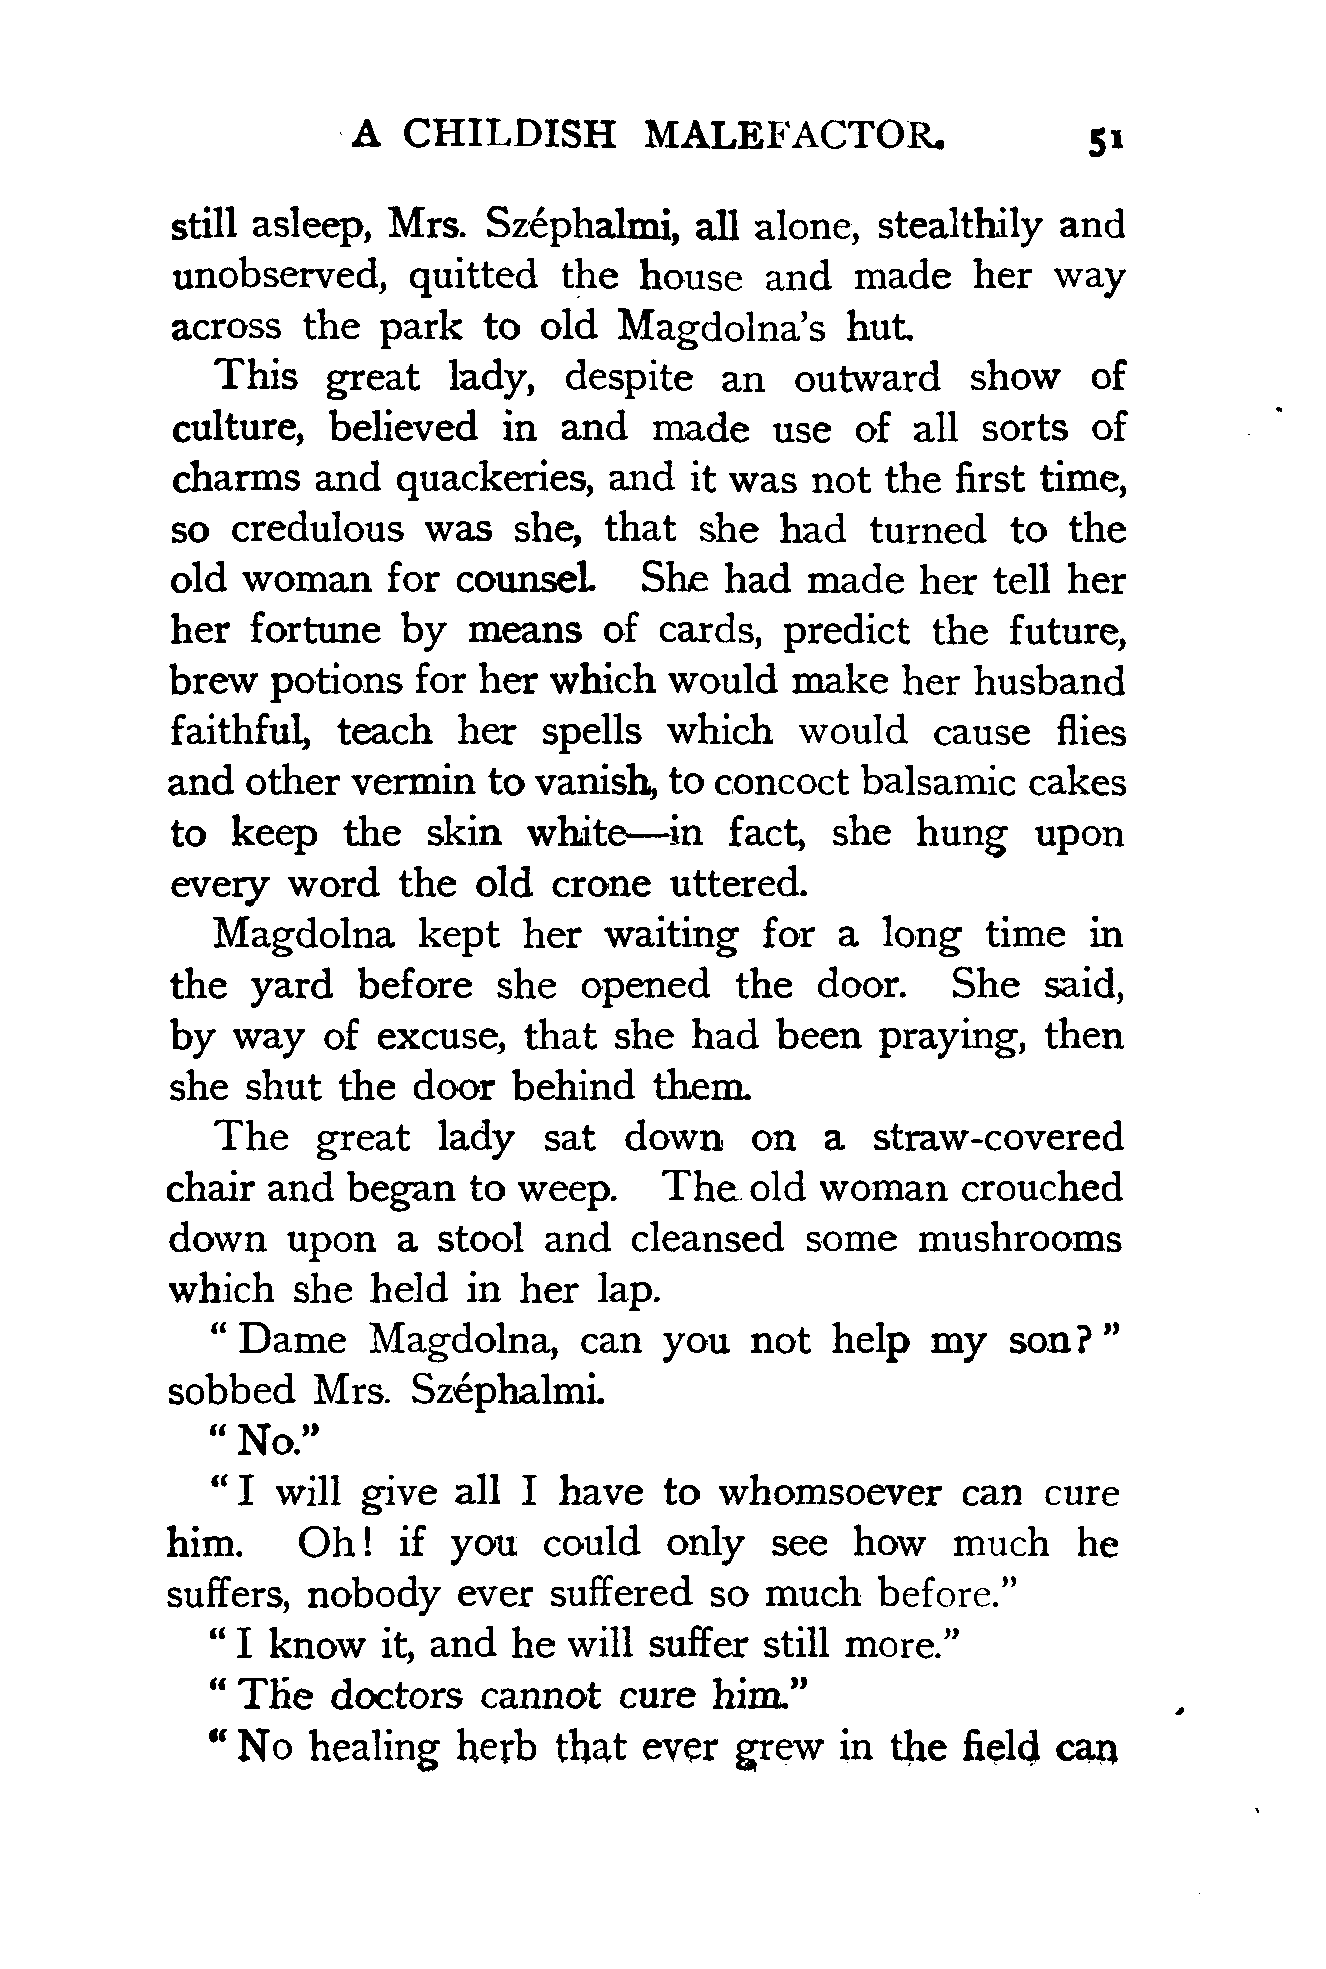 A CHILDISH MALEFACTOR. 51
still asleep, Mrs. Széphalmi, all alone, stealthily and
unobserved, quitted the house and made her way
across the park to old Magdolna's hut.
This great lady, despite an outward show of
culture, believed in and made use of all sorts of
charms and quackeries, and it was not the first time,
so credulous was she, that she had turned to the
old woman for counsel. She had made her tell her
her fortune by means of cards, predict the future,
brew potions for her which would make her husband
faithful, teach her spells which would cause flies
and other vermin to vanish, to concoct balsamic cakes
to keep the skin white—in fact, she hung upon
every word the old crone uttered.
Magdolna kept her waiting for a long time in
the yard before she opened the door. She said,
by way of excuse, that she had been praying, then
she shut the door behind them.
The great lady sat down on a straw-covered
chair and began to weep. The old woman crouched
down upon a stool and cleansed some mushrooms
which she held in her lap.
"Dame Magdolna, can you not help my son?"
sobbed Mrs. Széphalmi.
"No."
"I will give all I have to whomsoever can cure
him. Oh! if you could only see how much he
suffers, nobody ever suffered so much before."
"I know it, and he will suffer still more."
"The doctors cannot cure him."
"No healing herb that ever grew in the field can